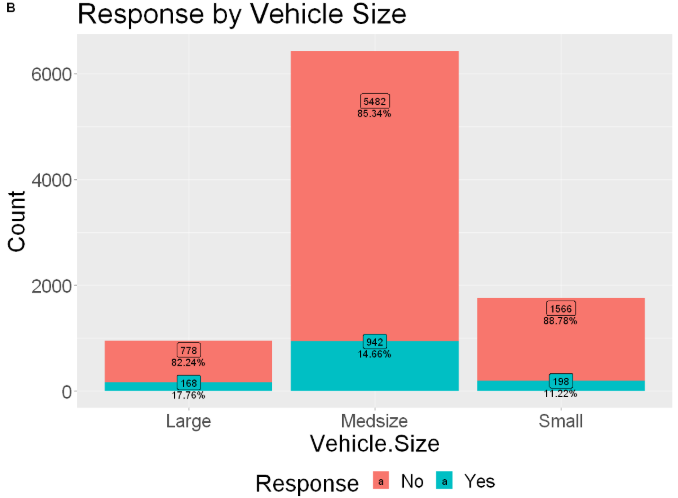 B
Response by Vehicle Size
Count
6000
4000
2000
0
5482
85.34%
942
14.66%
778
82.24%
168
17.76%
1566
88.78%
198
11.22%
Large Medsize Small
Vehicle.Size
Response a No a Yes